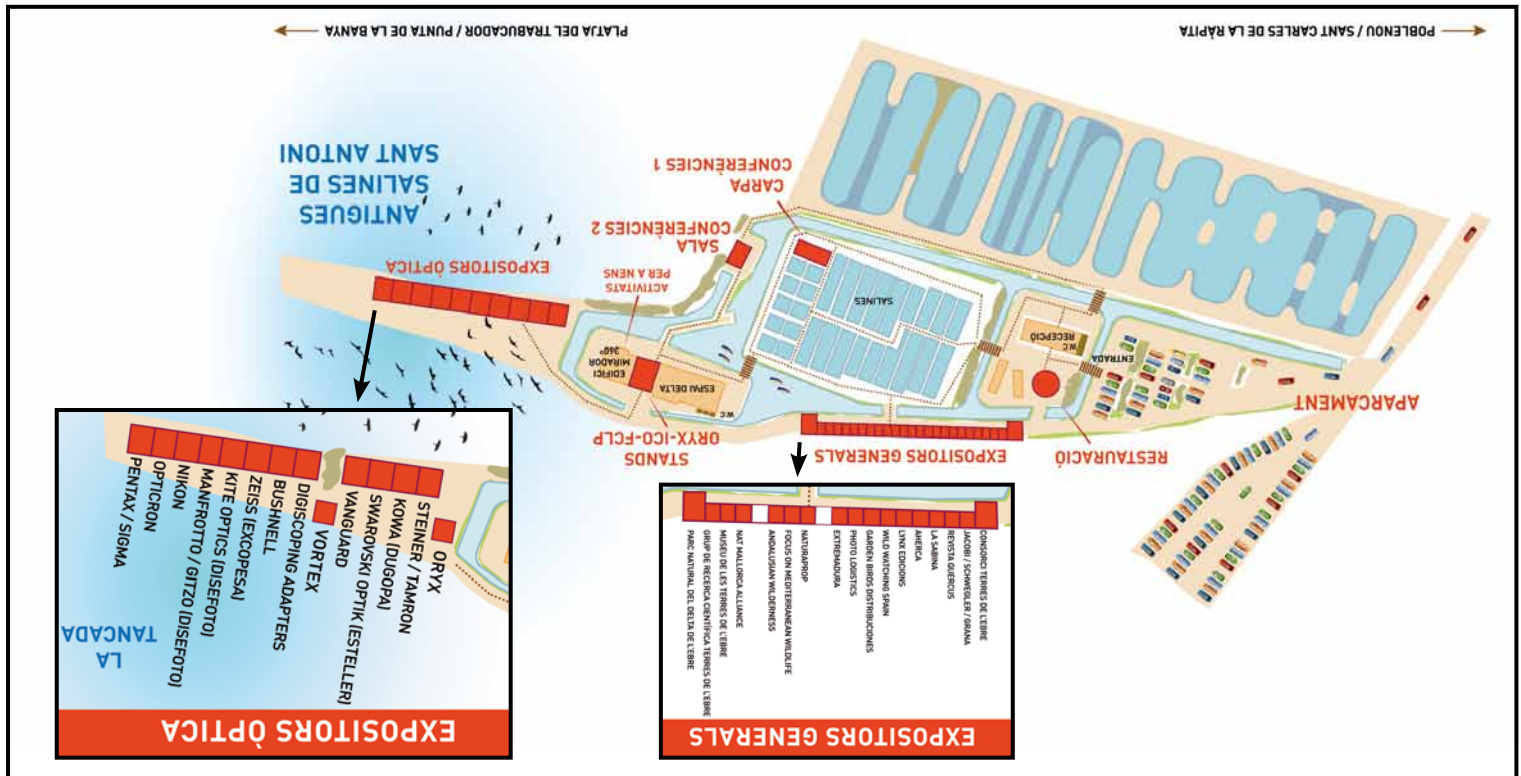 PLATJA DEL TRABUCADOR / PUNTA DE LA BANYA
POBLENOU / SANT CARLES DE LA RÀPITA
ANTIGUES
SALINES DE
SANT ANTONI
CARPA
CONFERÈNCIES 1
SALA
CONFERÈNCIES 2
EXPOSITORS ÒPTICA
ACTIVITATS
PER A NENS
SALINES
RECEPCIÓ
W.C
ENTRADA
EDIFICI
MIRADOR
360º
ESPAI DELTA
W.C
APARCAMENT
STANDS
ORYX-ICO-FCLP
EXPOSITORS GENERALS
RESTAURACIÓ
PENTAX / SIGMA
OPTICRON
NIKON
MANFROTTO / GITZO (DISEFOTO)
KITE OPTICS (DISEFOTO)
ZEISS (EXCOPESA)
BUSHNELL
DIGISCOPING ADAPTERS
VORTEX
VANGUARD
SWAROVSKI OPTIK (ESTELLER)
KOWA (DUGOPA)
STEINER / TAMRON
ORYX
LA
TANCADA
EXPOSITORS ÒPTICA
PARC NATURAL DEL DELTA DE L'EBRE
GRUP DE RECERCA CIENTÍFICA TERRES DE L'EBRE
MUSEU DE LES TERRES DE L'EBRE
NAT MALLORCA ALLIANCE
ANDALUSIAN WILDERNESS
FOCUS ON MEDITERRANEAN WILDLIFE
NATURAPROP
EXTREMADURA
PHOTO LOGISTICS
GARDEN BIRDS DISTRIBUCIONES
WILD WATCHING SPAIN
LYNX EDICIONS
AHERCA
LA SABINA
REVISTA QUERCUS
JACOBI / SCHWEGLER / GRANA
CONSORCI TERRES DE L'EBRE
EXPOSITORS GENERALS